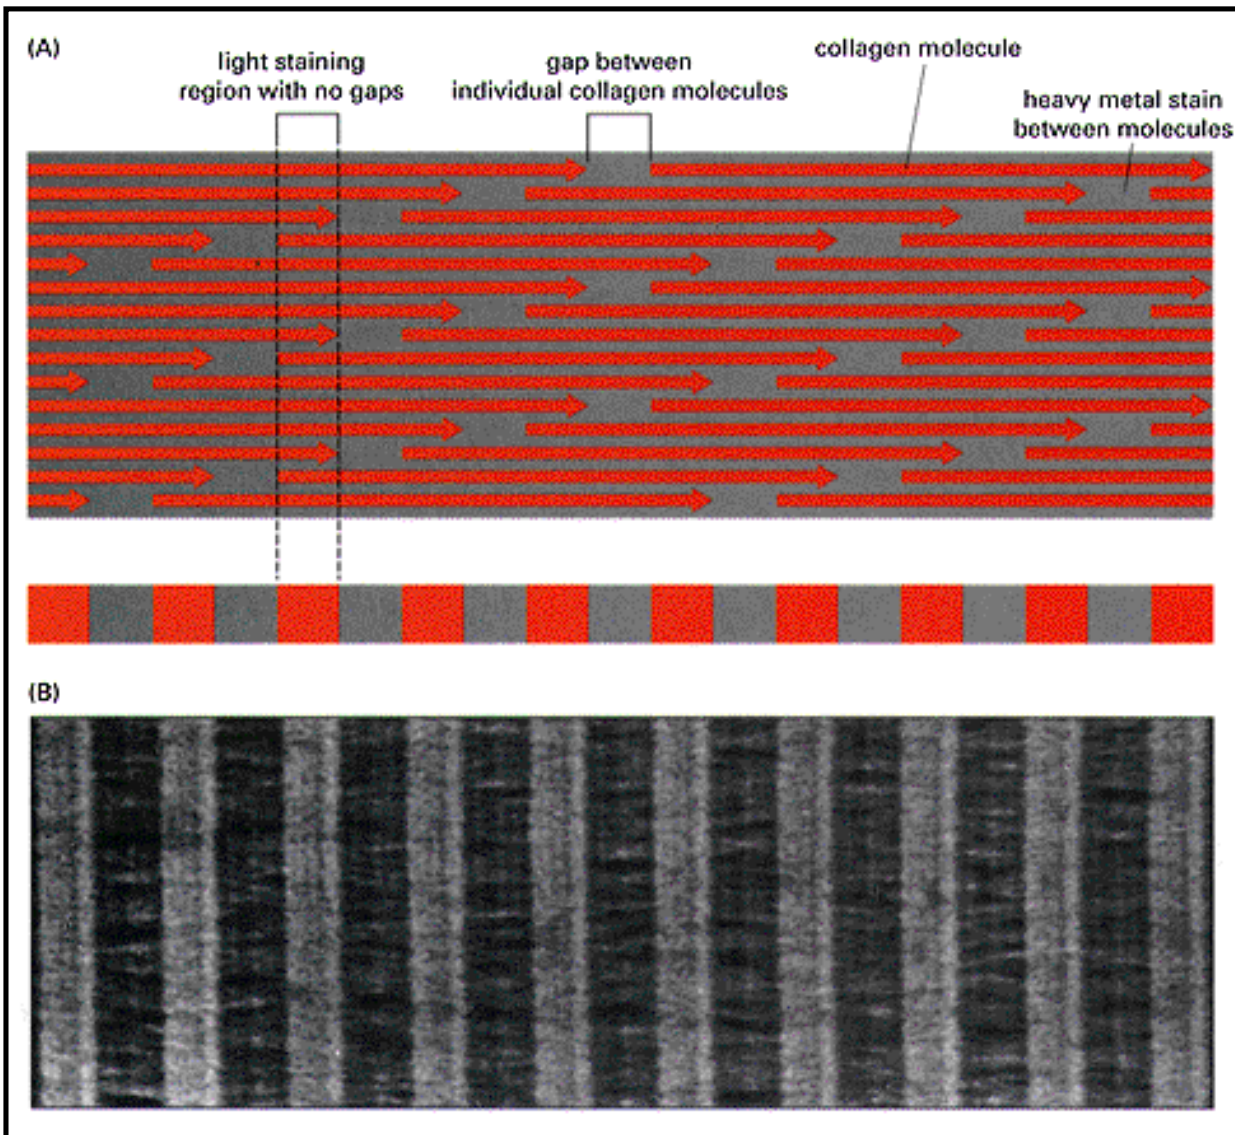 (A)
light staining
region with no gaps
gap between
individual collagen molecules
collagen molecule
heavy metal stain
between molecules
(B)